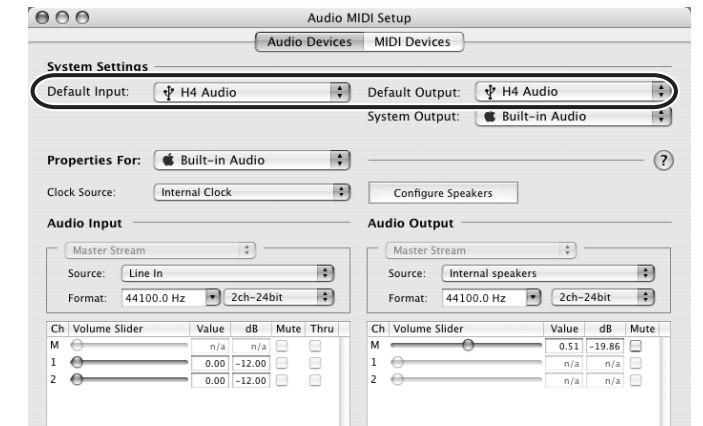 Audio MIDI Setup
Audio Devices MIDI Devices
System Settings
Default Input: H4 Audio Default Output: H4 Audio
System Output: Built-in Audio
Properties For: Built-in Audio ?
Clock Source: Internal Clock Configure Speakers
Audio Input Audio Output
Master Stream Master Stream
Source: Line In Source: Internal speakers
Format: 44100.0 Hz 2ch-24bit Format: 44100.0 Hz 2ch-24bit
Ch Volume Slider Value dB Mute Thru Ch Volume Slider Value dB Mute
M n/a n/a M 0.51 -19.86
1 0.00 -12.00 1 n/a n/a
2 0.00 -12.00 2 n/a n/a